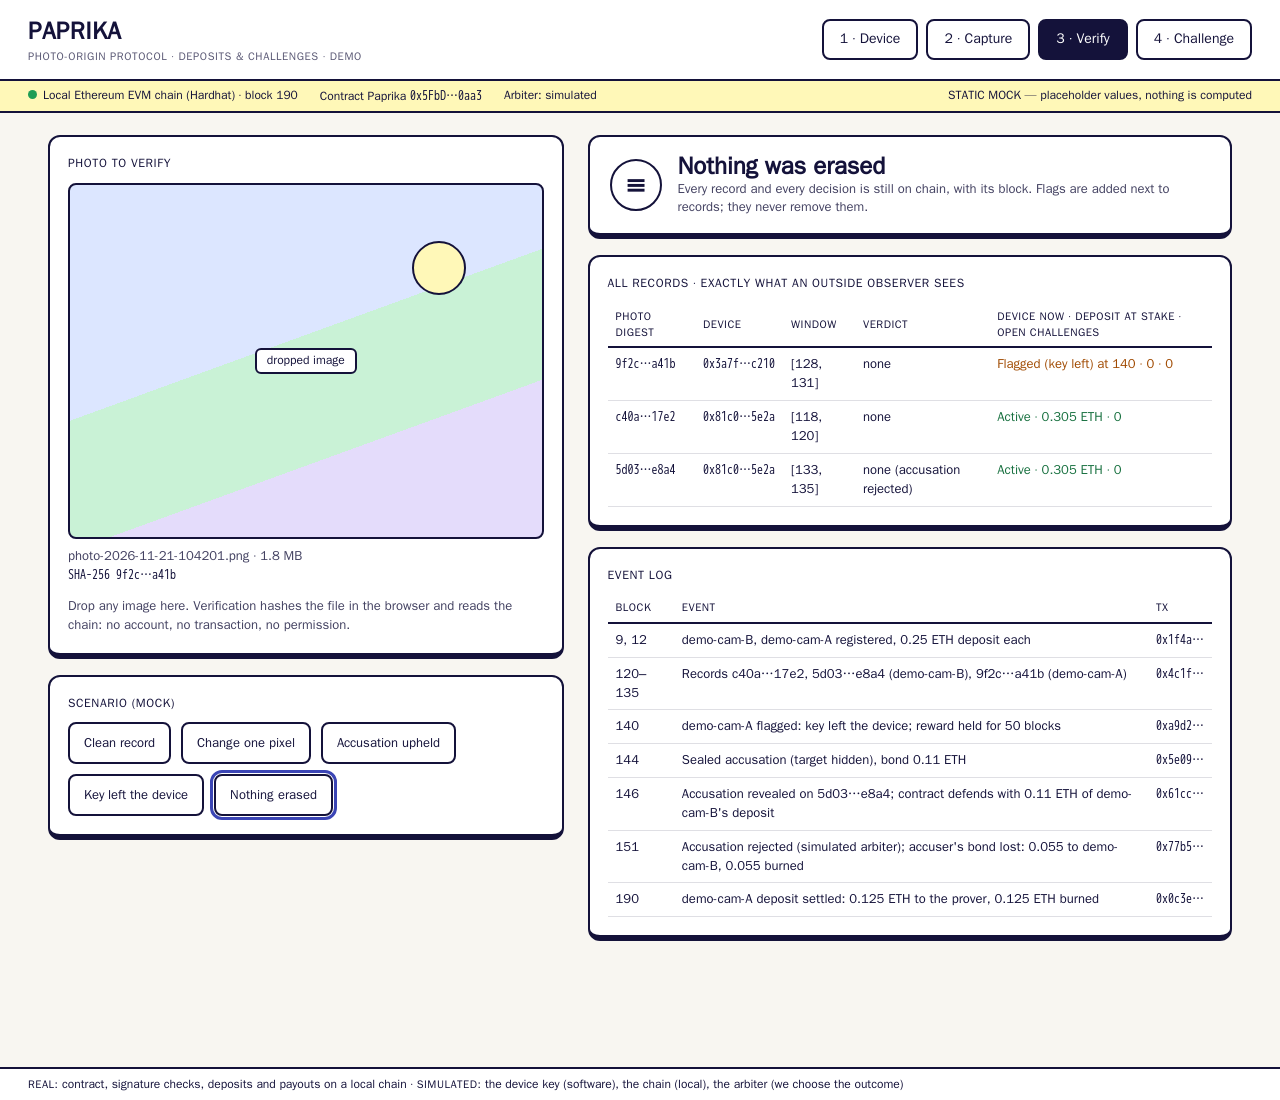 PAPRIKA
PHOTO-ORIGIN PROTOCOL · DEPOSITS & CHALLENGES · DEMO
1 · Device
2 · Capture
3 · Verify
4 · Challenge
Local Ethereum EVM chain (Hardhat) · block 190
Contract Paprika 0x5FbD···0aa3
Arbiter: simulated
STATIC MOCK — placeholder values, nothing is computed
PHOTO TO VERIFY
dropped image
photo-2026-11-21-104201.png · 1.8 MB
SHA-256 9f2c···a41b
Drop any image here. Verification hashes the file in the browser and reads the
chain: no account, no transaction, no permission.
SCENARIO (MOCK)
Clean record
Change one pixel
Accusation upheld
Key left the device
Nothing erased
Nothing was erased
Every record and every decision is still on chain, with its block. Flags are added next to
records; they never remove them.
ALL RECORDS · EXACTLY WHAT AN OUTSIDE OBSERVER SEES
PHOTO DIGEST
DEVICE
WINDOW
VERDICT
DEVICE NOW · DEPOSIT AT STAKE ·
OPEN CHALLENGES
9f2c···a41b
0x3a7f···c210
[128,
131]
none
Flagged (key left) at 140 · 0 · 0
c40a···17e2
0x81c0···5e2a
[118,
120]
none
Active · 0.305 ETH · 0
5d03···e8a4
0x81c0···5e2a
[133,
135]
none (accusation
rejected)
Active · 0.305 ETH · 0
EVENT LOG
BLOCK
EVENT
TX
9, 12
demo-cam-B, demo-cam-A registered, 0.25 ETH deposit each
0x1f4a···
120–
135
Records c40a···17e2, 5d03···e8a4 (demo-cam-B), 9f2c···a41b (demo-cam-A)
0x4c1f···
140
demo-cam-A flagged: key left the device; reward held for 50 blocks
0xa9d2···
144
Sealed accusation (target hidden), bond 0.11 ETH
0x5e09···
146
Accusation revealed on 5d03···e8a4; contract defends with 0.11 ETH of demo-
cam-B's deposit
0x61cc···
151
Accusation rejected (simulated arbiter); accuser's bond lost: 0.055 to demo-
cam-B, 0.055 burned
0x77b5···
190
demo-cam-A deposit settled: 0.125 ETH to the prover, 0.125 ETH burned
0x0c3e···
REAL: contract, signature checks, deposits and payouts on a local chain · SIMULATED: the device key (software), the chain (local), the arbiter (we choose the outcome)